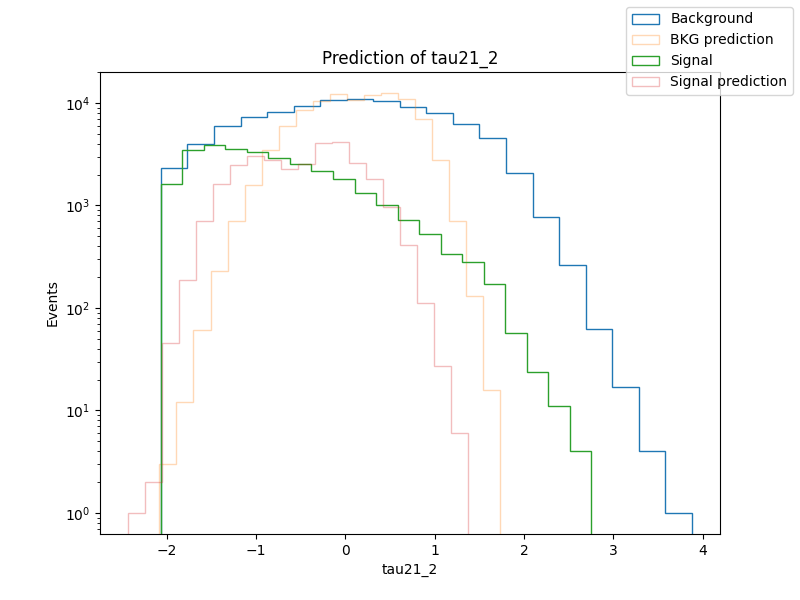 Prediction of tau21_2
Background
BKG prediction
Signal
Signal prediction
Events
10⁴
10³
10²
10¹
10⁰
−2 −1 0 1 2 3 4
tau21_2